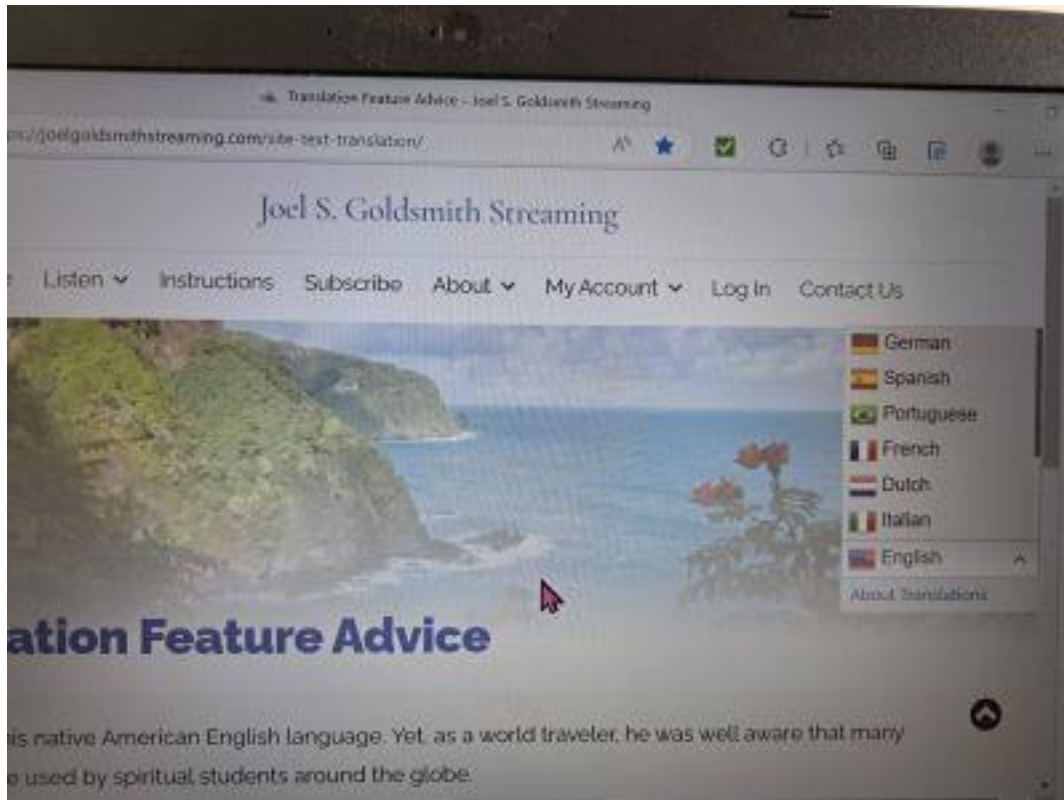 Translation Feature Advice – Joel S. Goldsmith Streaming
joelgoldsmithstreaming.com/site-text-translation/
Joel S. Goldsmith Streaming
Listen Instructions Subscribe About My Account Log In Contact Us
German
Spanish
Portuguese
French
Dutch
Italian
English
About Translations
ation Feature Advice
his native American English language. Yet, as a world traveler, he was well aware that many
used by spiritual students around the globe.